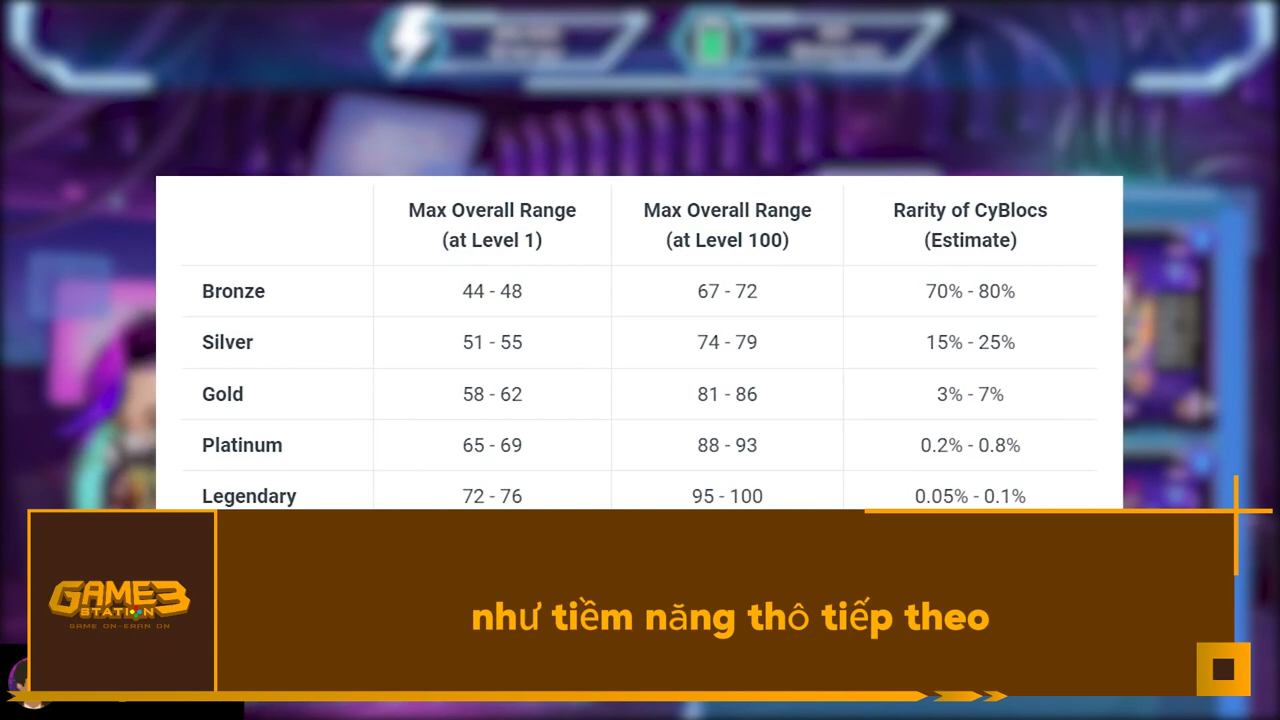 Max Overall Range (at Level 1)
Max Overall Range (at Level 100)
Rarity of CyBlocs (Estimate)
Bronze 44 - 48 67 - 72 70% - 80%
Silver 51 - 55 74 - 79 15% - 25%
Gold 58 - 62 81 - 86 3% - 7%
Platinum 65 - 69 88 - 93 0.2% - 0.8%
Legendary 72 - 76 95 - 100 0.05% - 0.1%
GAME3
STATION
GAME ON-EARN ON
như tiềm năng thô tiếp theo